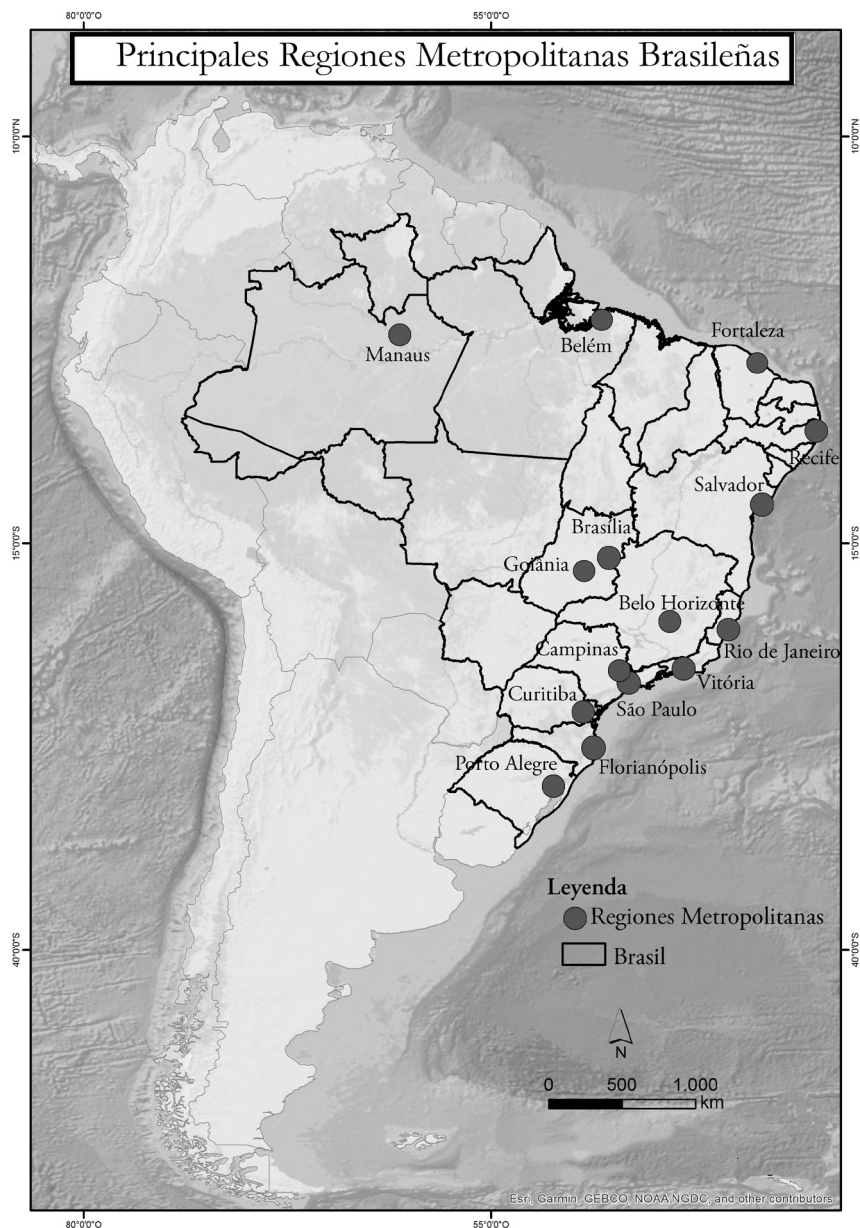 80°0'0"O 55°0'0"O
Principales Regiones Metropolitanas Brasileñas
10°0'0"N 10°0'0"N
Fortaleza
Manaus
Belém
Recife
Salvador
15°0'0"S 15°0'0"S
Brasília
Goiânia
Belo Horizonte
Campinas
Rio de Janeiro
Vitória
Curitiba
São Paulo
Porto Alegre
Florianópolis
Leyenda
Regiones Metropolitanas
Brasil
40°0'0"S 40°0'0"S
N
0 500 1.000
km
Esri, Garmin, GEBCO, NOAA NGDC, and other contributors
80°0'0"O 55°0'0"O